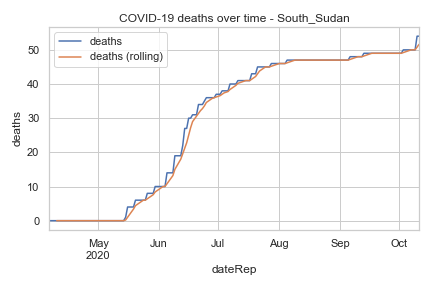 COVID-19 deaths over time - South_Sudan
deaths
deaths (rolling)
50
40
30
20
10
0
deaths
May
2020
Jun
Jul
Aug
Sep
Oct
dateRep